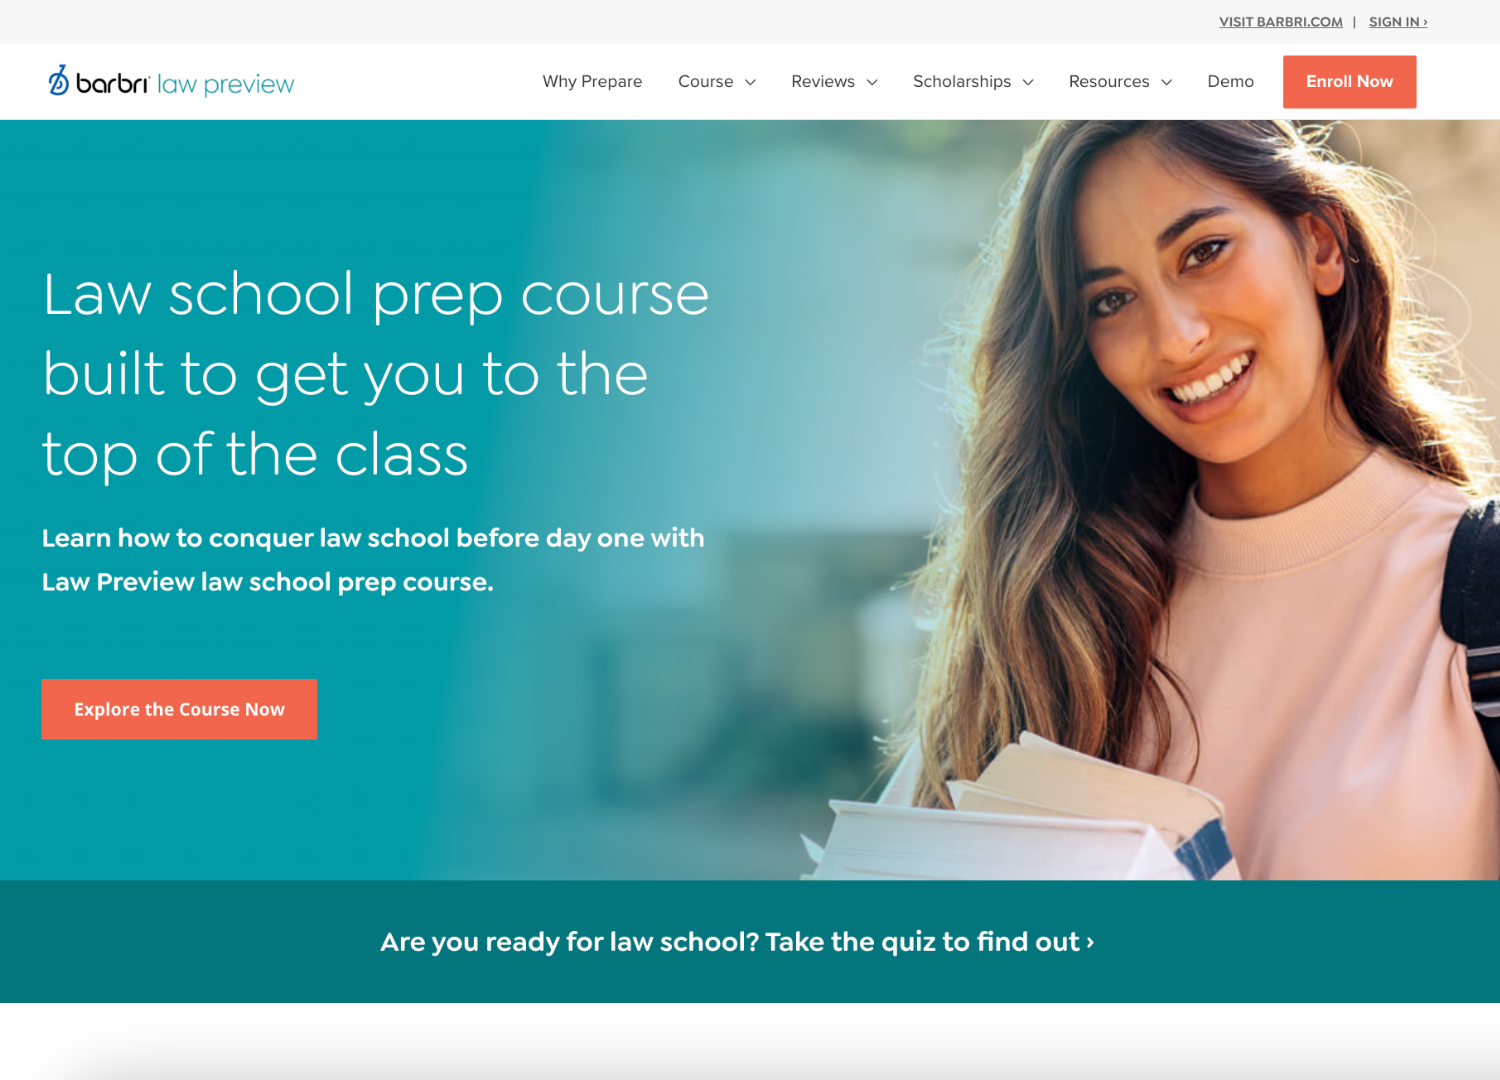 VISIT BARBRI.COM | SIGN IN ›
barbri law preview
Why Prepare Course Reviews Scholarships Resources Demo Enroll Now
Law school prep course
built to get you to the
top of the class
Learn how to conquer law school before day one with
Law Preview law school prep course.
Explore the Course Now
Are you ready for law school? Take the quiz to find out ›